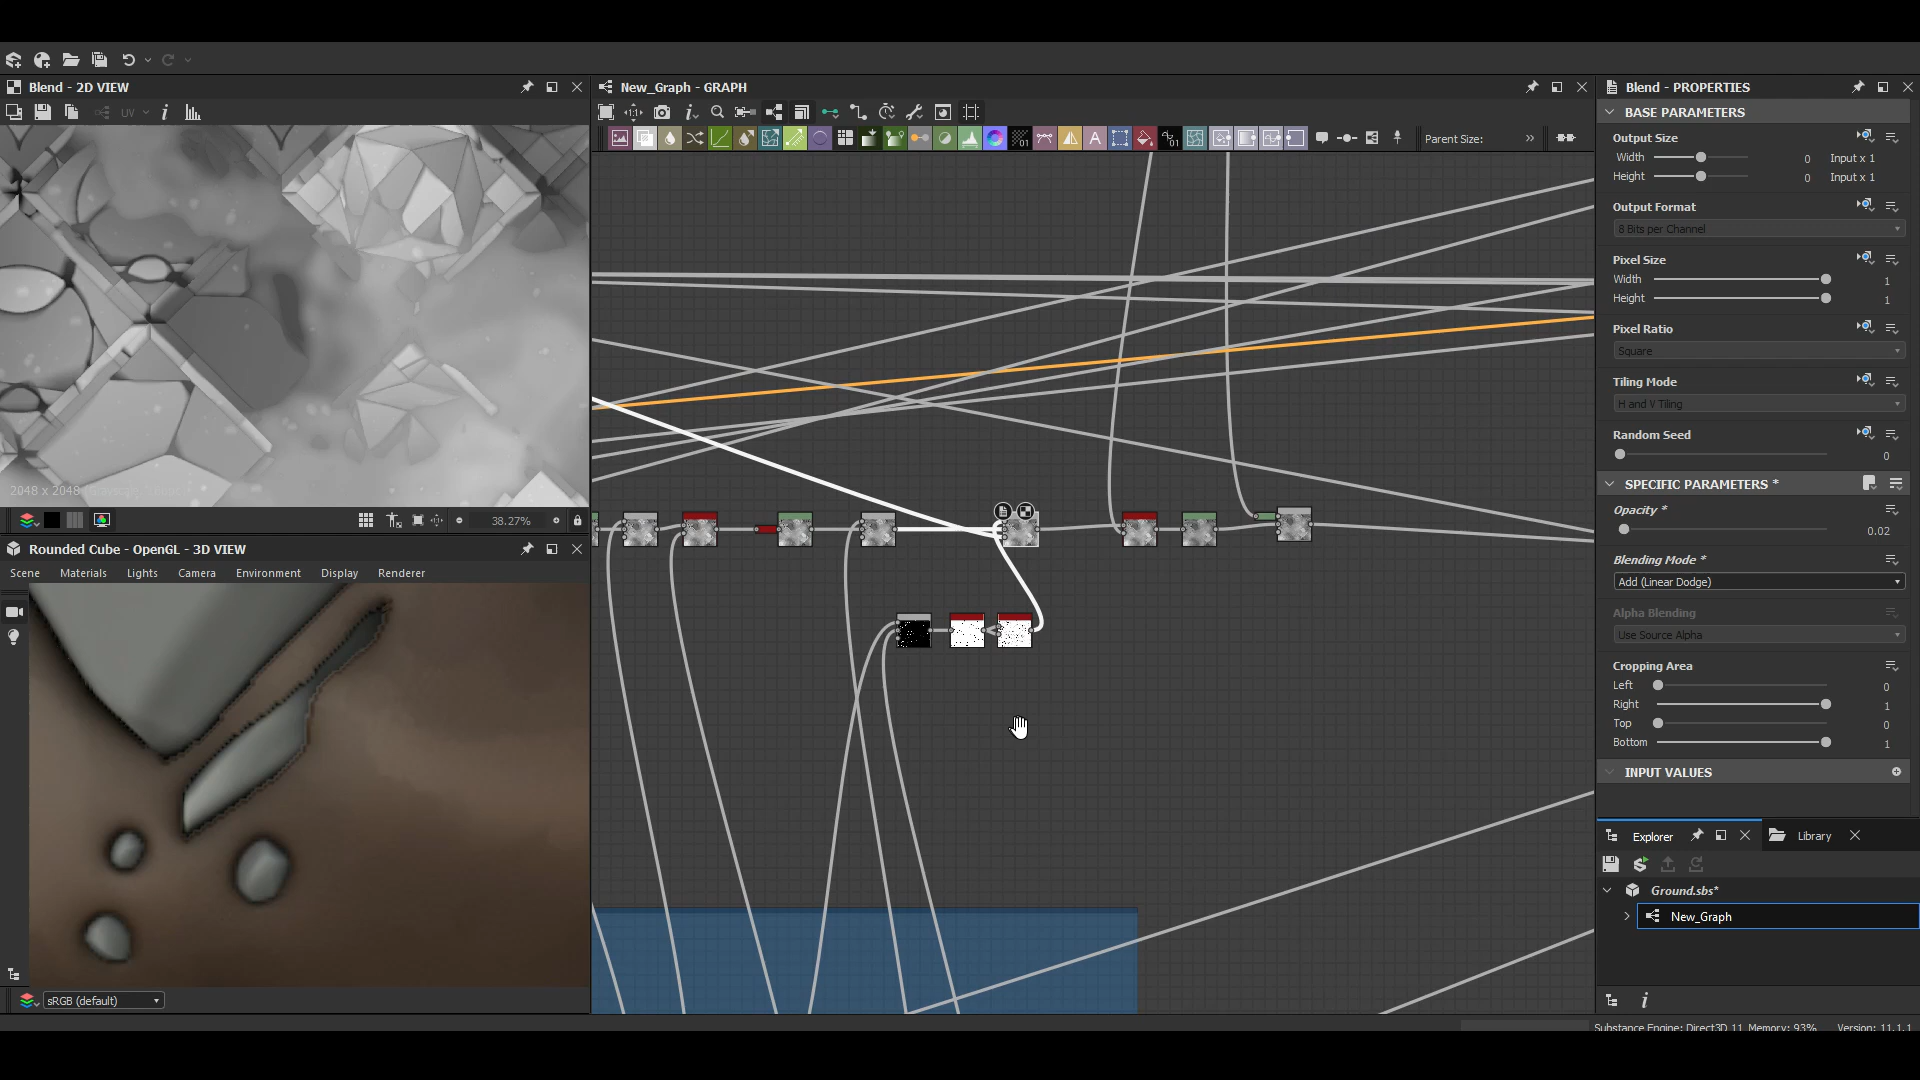 Blend - 2D VIEW
UV
2048 x 2048
38.27%
Rounded Cube - OpenGL - 3D VIEW
Scene Materials Lights Camera Environment Display Renderer
sRGB (default)
New_Graph - GRAPH
Parent Size:
Blend - PROPERTIES
BASE PARAMETERS
Output Size
Width 0 Input x 1
Height 0 Input x 1
Output Format
8 Bits per Channel
Pixel Size
Width 1
Height 1
Pixel Ratio
Square
Tiling Mode
H and V Tiling
Random Seed
0
SPECIFIC PARAMETERS *
Opacity *
0.02
Blending Mode *
Add (Linear Dodge)
Alpha Blending
Use Source Alpha
Cropping Area
Left 0
Right 1
Top 0
Bottom 1
INPUT VALUES
Explorer Library
Ground.sbs*
New_Graph
Substance Engine: Direct3D 11 Memory: 93% Version: 11.1.1